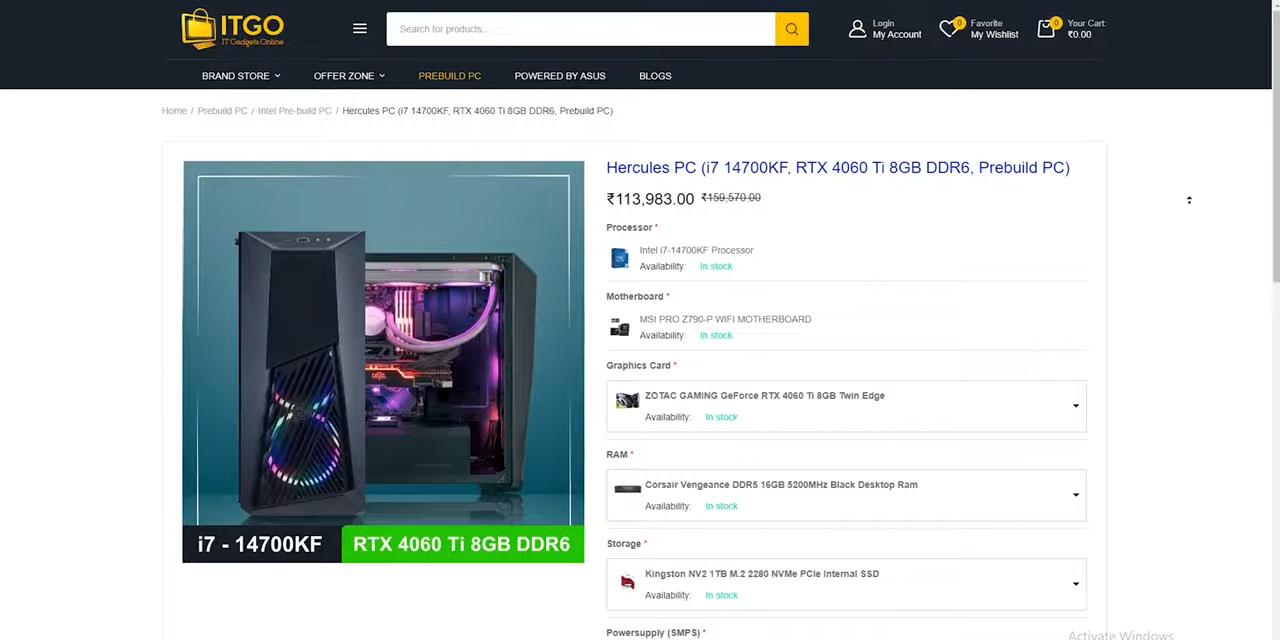 ITGO
IT Gadgets Online
Search for products...
Login
My Account
0
Favorite
My Wishlist
0
Your Cart:
₹0.00
BRAND STORE
OFFER ZONE
PREBUILD PC
POWERED BY ASUS
BLOGS
Home / Prebuild PC / Intel Pre-build PC / Hercules PC (i7 14700KF, RTX 4060 Ti 8GB DDR6, Prebuild PC)
Hercules PC (i7 14700KF, RTX 4060 Ti 8GB DDR6, Prebuild PC)
₹113,983.00 ₹159,570.00
Processor *
Intel i7-14700KF Processor
Availability: In stock
Motherboard *
MSI PRO Z790-P WIFI MOTHERBOARD
Availability: In stock
Graphics Card *
ZOTAC GAMING GeForce RTX 4060 Ti 8GB Twin Edge
Availability: In stock
RAM *
Corsair Vengeance DDR5 16GB 5200MHz Black Desktop Ram
Availability: In stock
Storage *
Kingston NV2 1TB M.2 2280 NVMe PCIe Internal SSD
Availability: In stock
Powersupply (SMPS) *
i7 - 14700KF
RTX 4060 Ti 8GB DDR6
Activate Windows